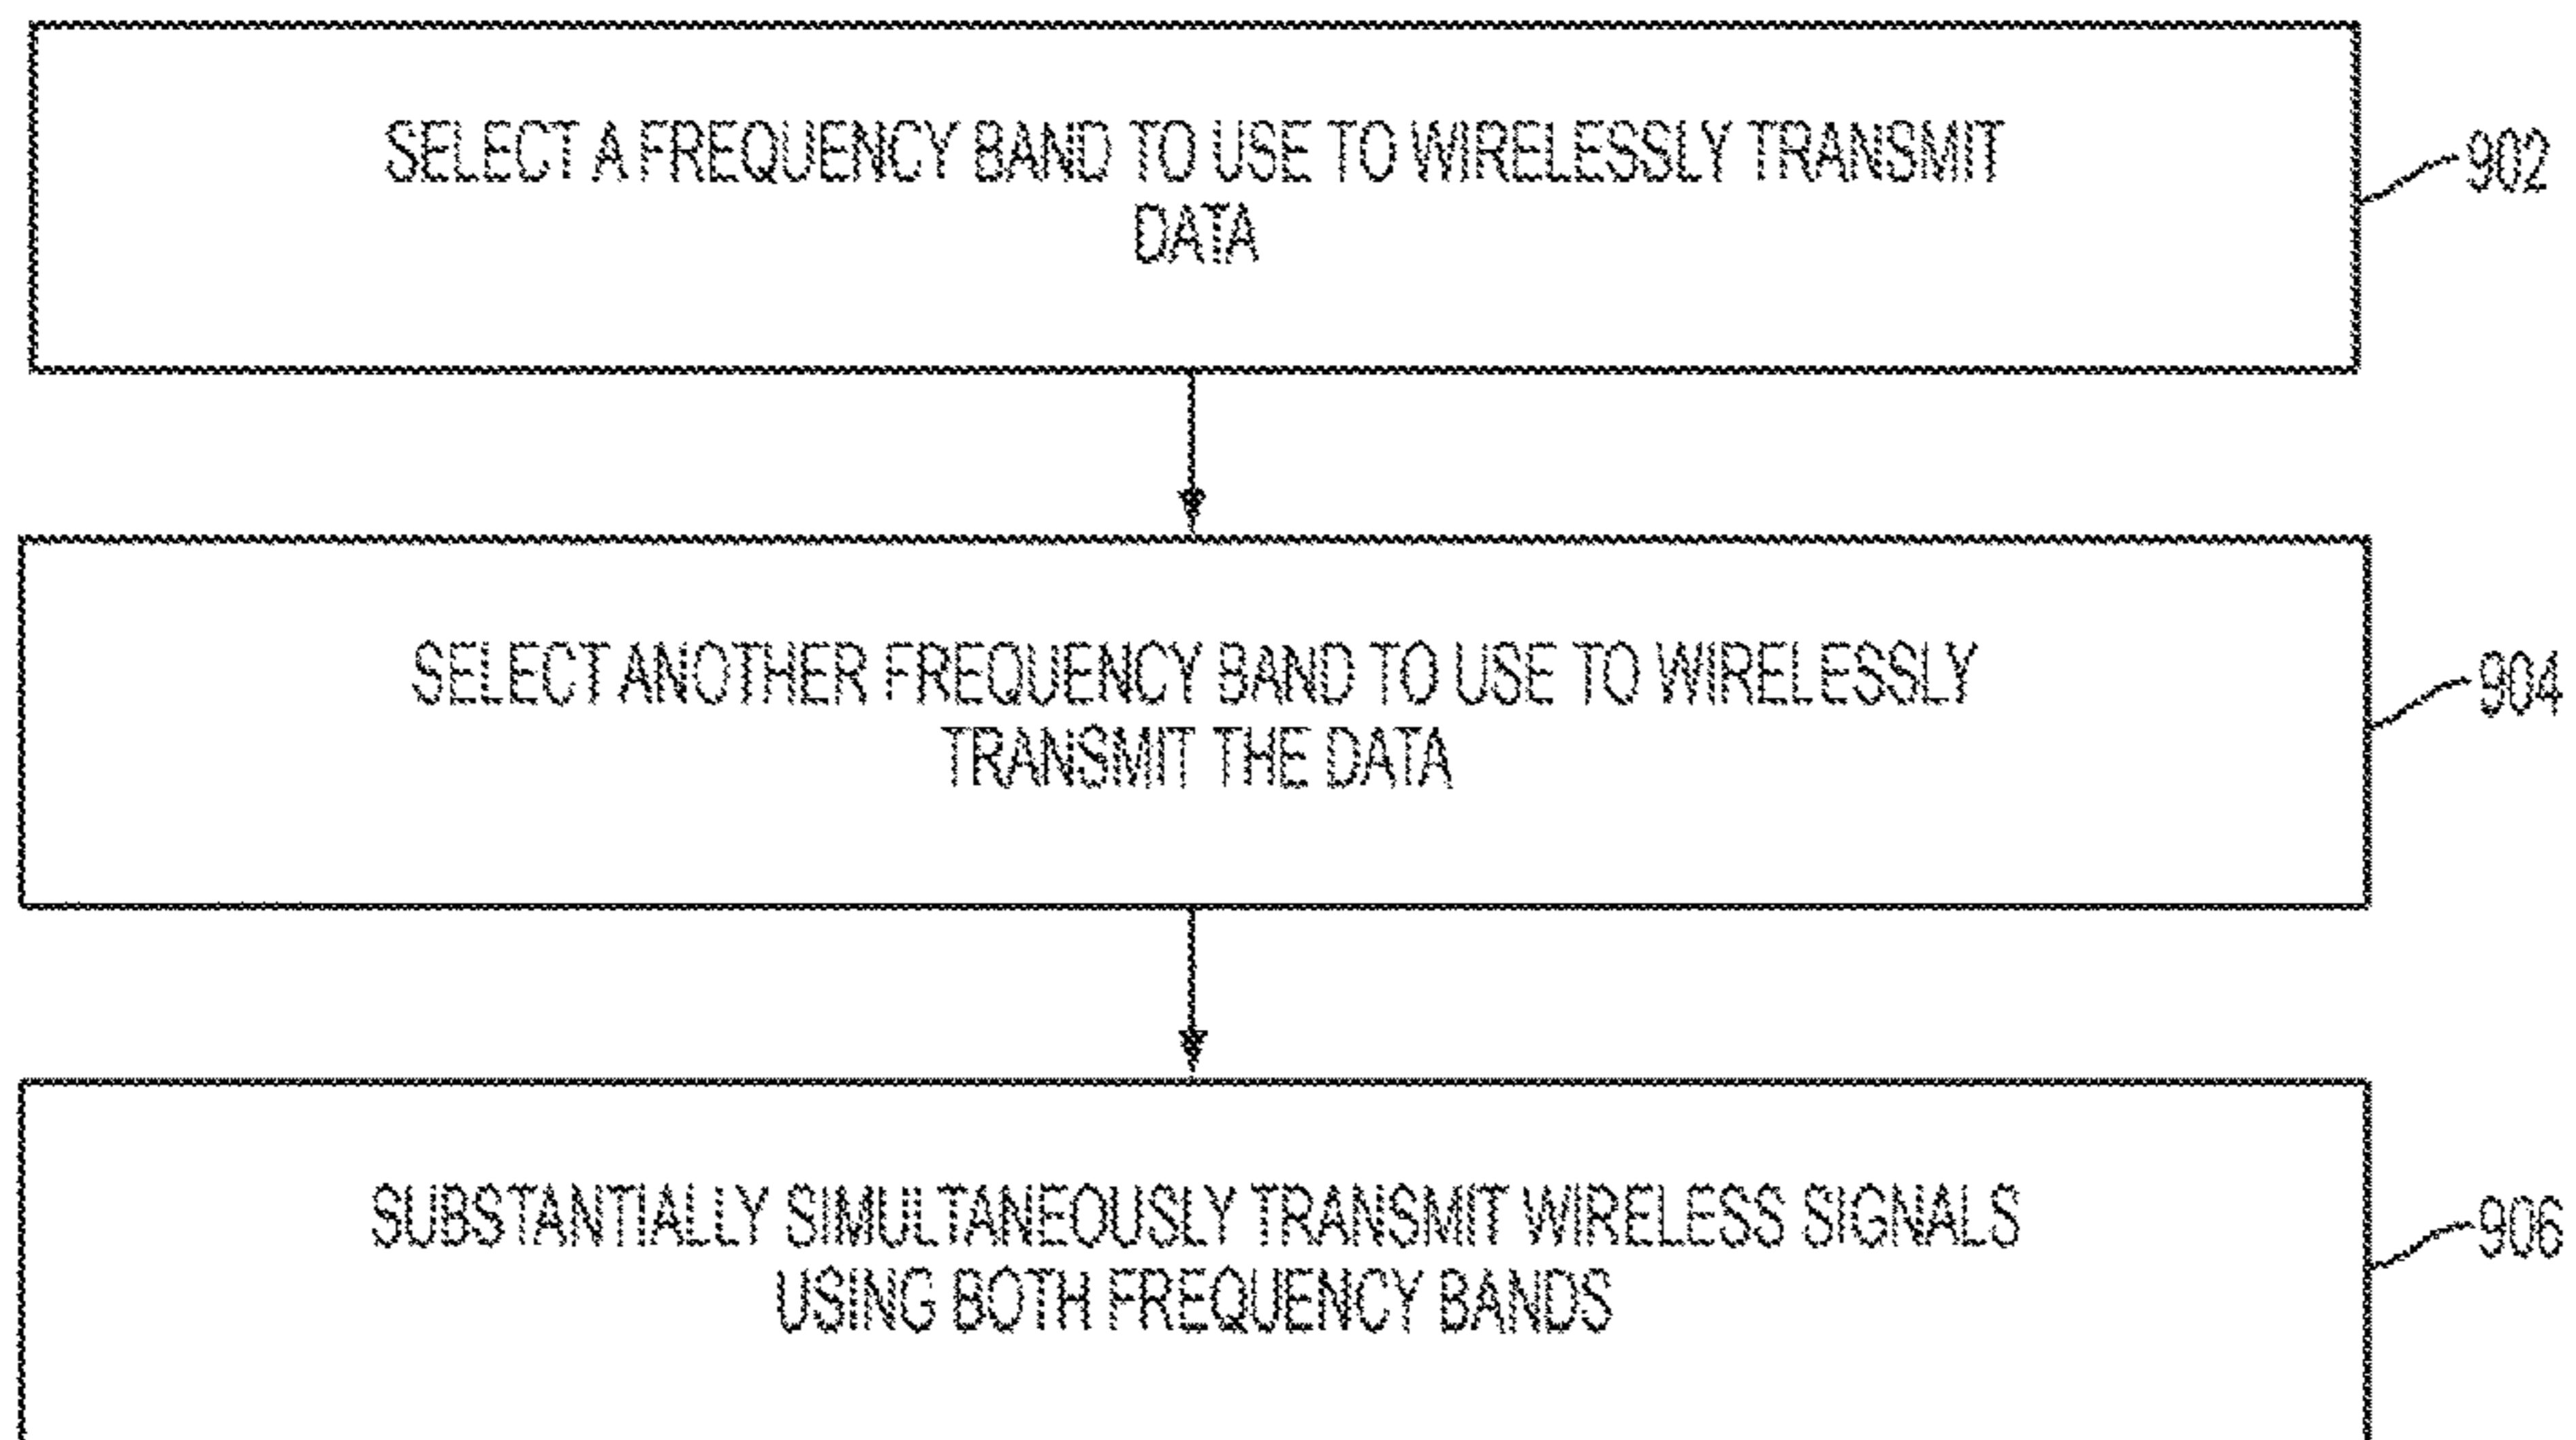 SELECT A FREQUENCY BAND TO USE TO WIRELESSLY TRANSMIT
DATA
902
SELECT ANOTHER FREQUENCY BAND TO USE TO WIRELESSLY
TRANSMIT THE DATA
904
SUBSTANTIALLY SIMULTANEOUSLY TRANSMIT WIRELESS SIGNALS
USING BOTH FREQUENCY BANDS
906